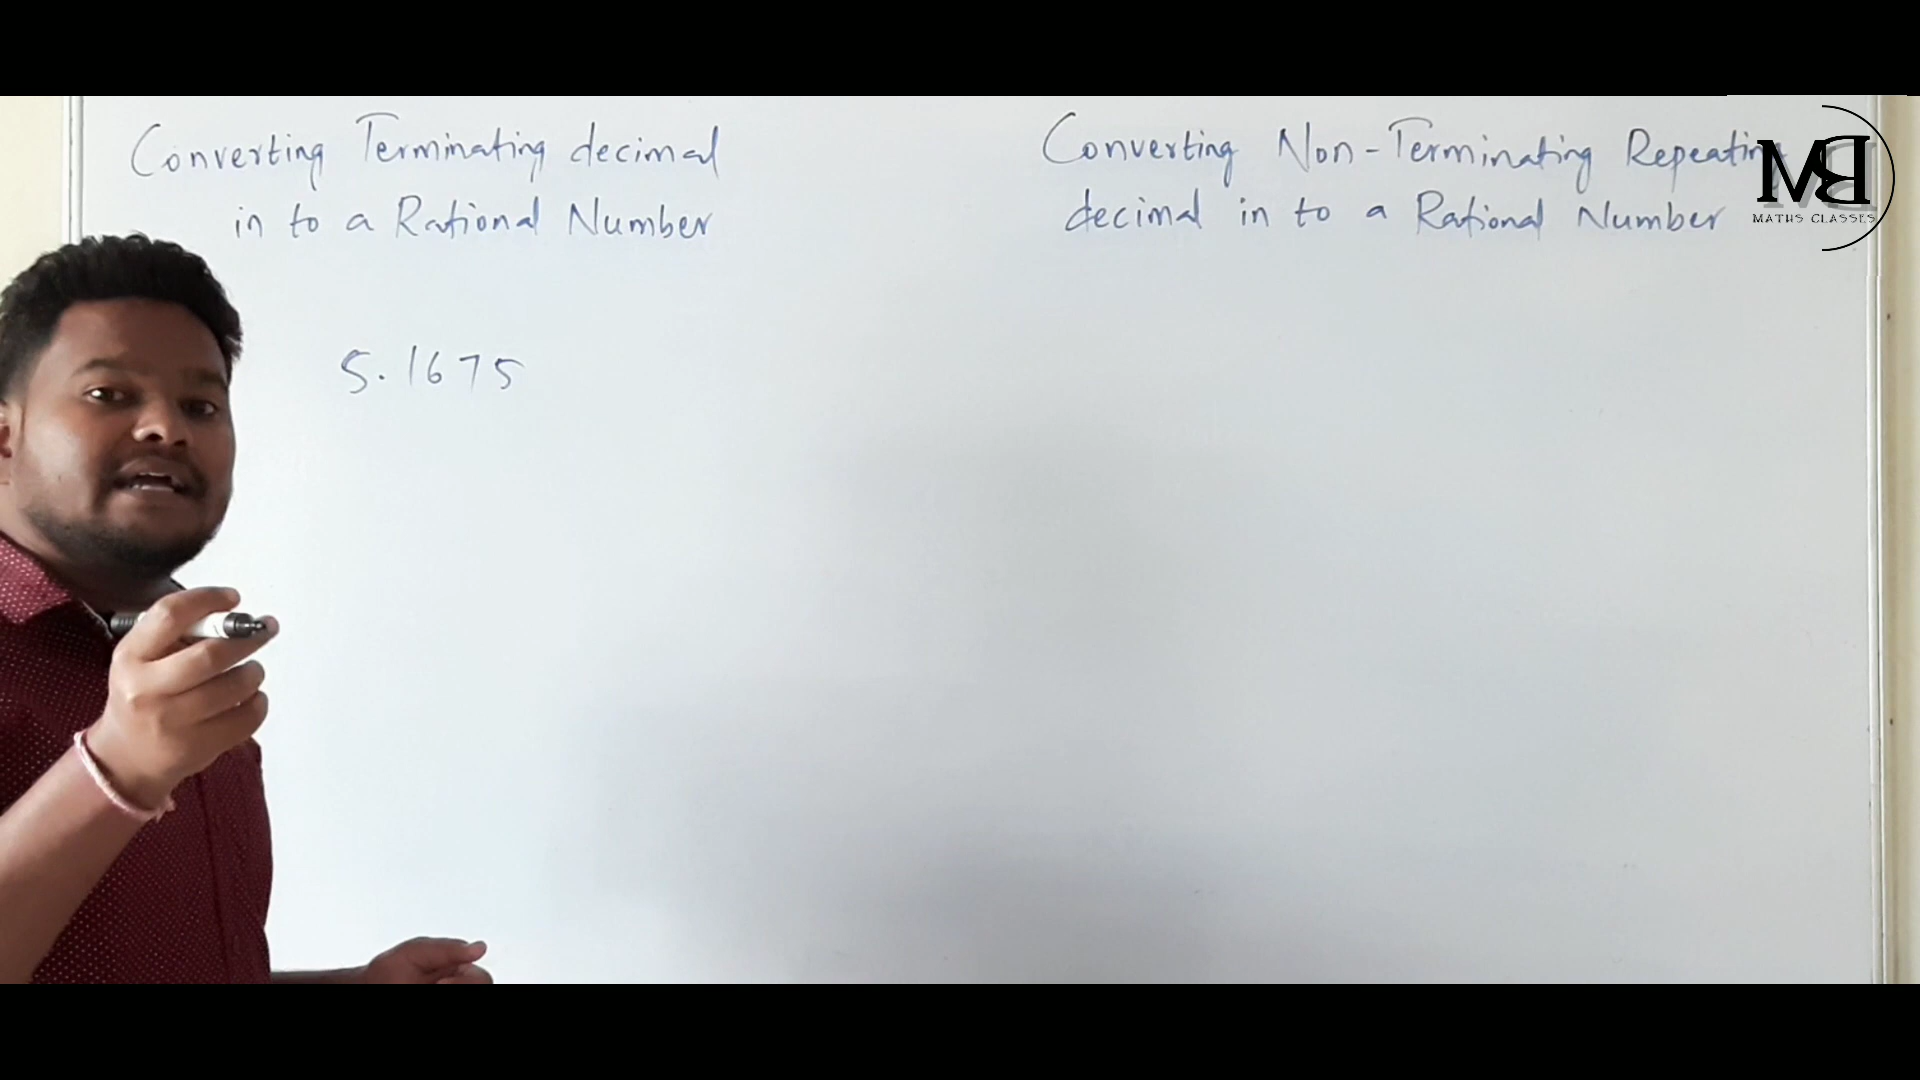 Converting Terminating decimal
in to a Rational Number
5.1675
Converting Non-Terminating Repeating
decimal in to a Rational Number
MB
MATHS CLASSES